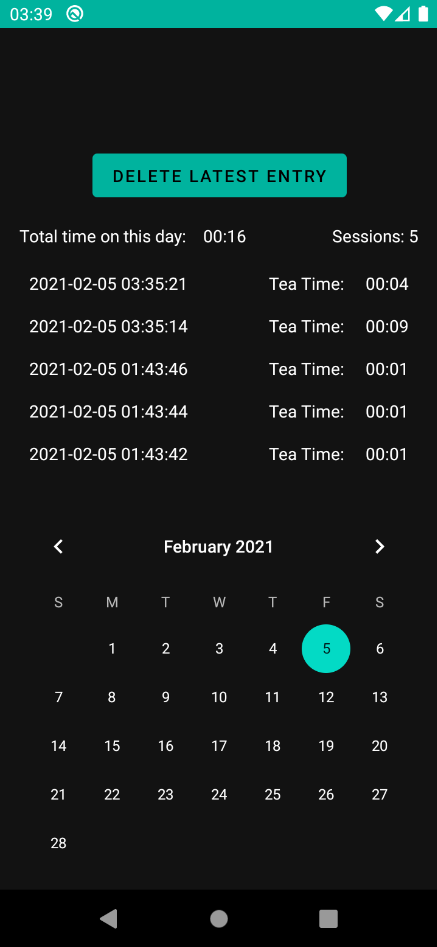 03:39
DELETE LATEST ENTRY
Total time on this day: 00:16 Sessions: 5
2021-02-05 03:35:21 Tea Time: 00:04
2021-02-05 03:35:14 Tea Time: 00:09
2021-02-05 01:43:46 Tea Time: 00:01
2021-02-05 01:43:44 Tea Time: 00:01
2021-02-05 01:43:42 Tea Time: 00:01
February 2021
S M T W T F S
1 2 3 4 5 6
7 8 9 10 11 12 13
14 15 16 17 18 19 20
21 22 23 24 25 26 27
28